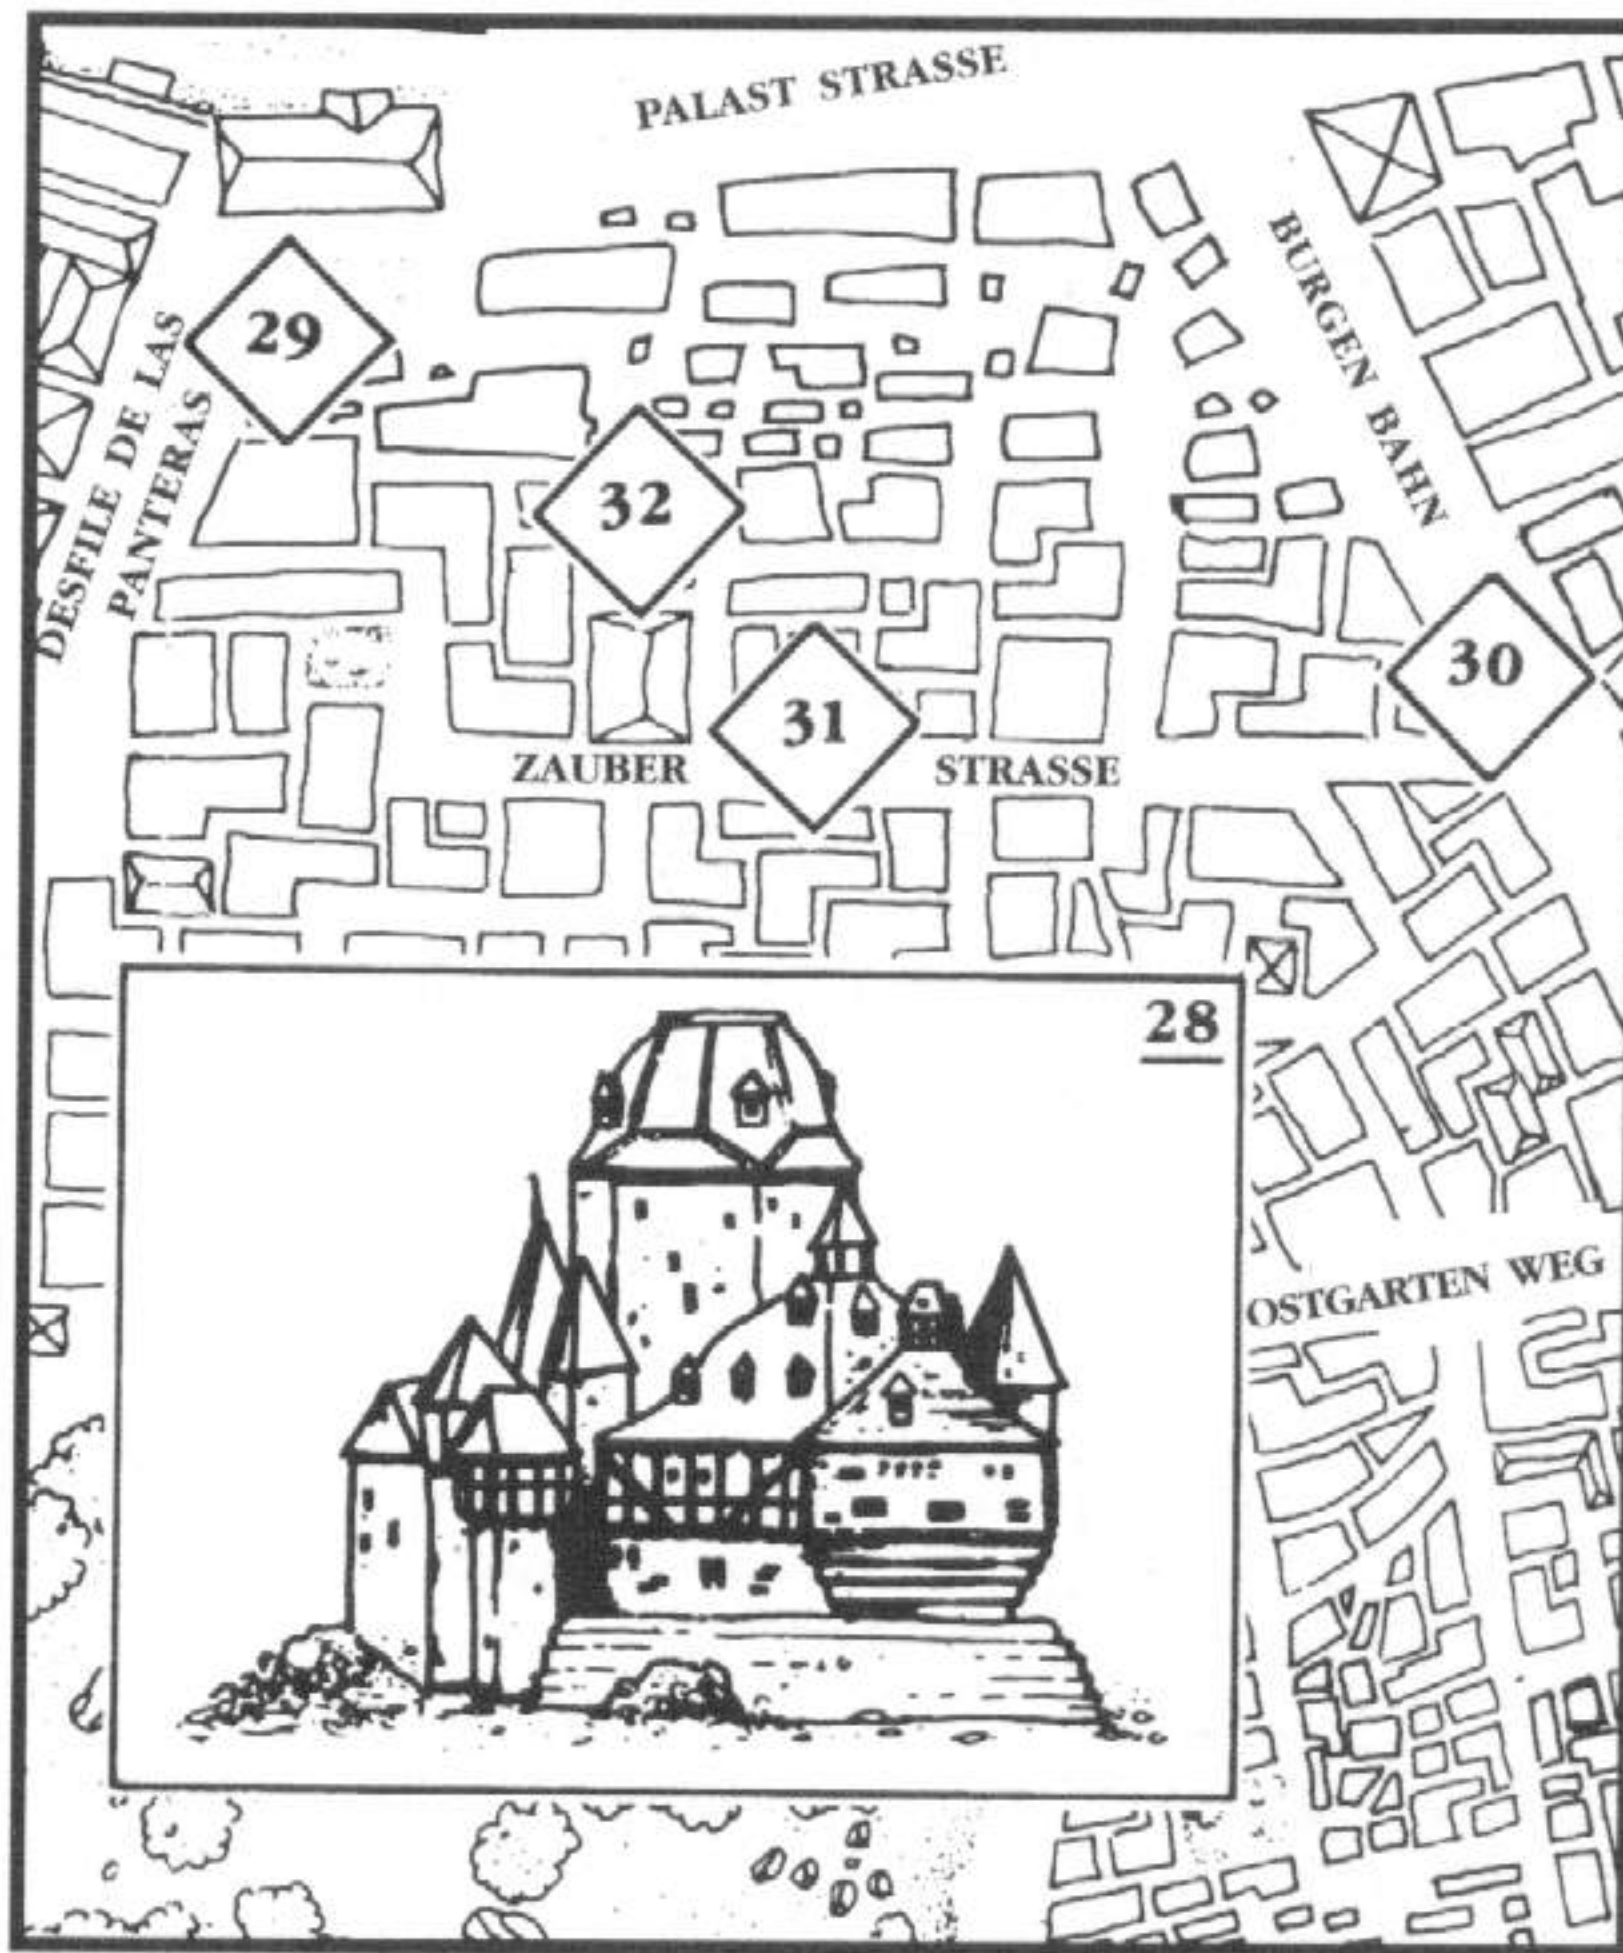 PALAST STRASSE
BURGEN BAHN
29
DESFILE DE LAS
PANTERAS
32
30
31
ZAUBER STRASSE
28
OSTGARTEN WEG